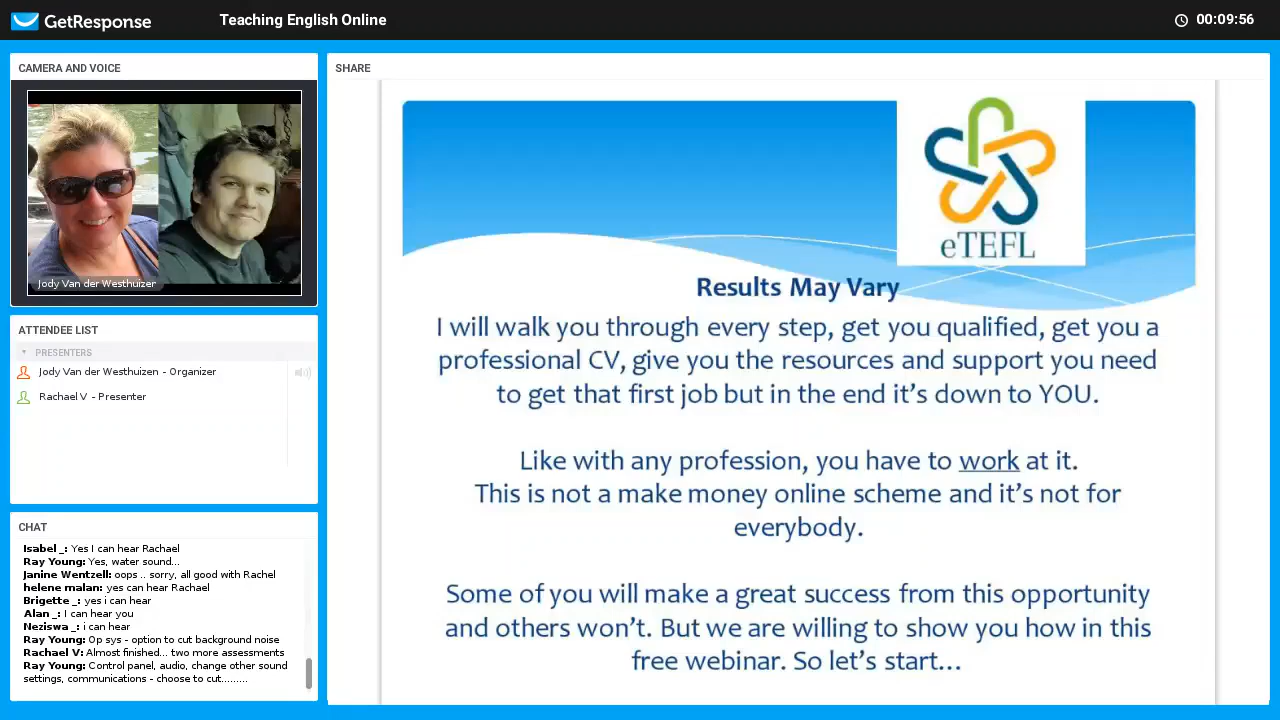 GetResponse
Teaching English Online
00:09:56
CAMERA AND VOICE
Jody Van der Westhuizer
ATTENDEE LIST
PRESENTERS
Jody Van der Westhuizen - Organizer
Rachael V - Presenter
CHAT
Isabel _: Yes I can hear Rachael
Ray Young: Yes, water sound...
Janine Wentzell: oops .. sorry, all good with Rachel
helene malan: yes can hear Rachael
Brigette _: yes i can hear
Alan _: I can hear you
Neziswa _: i can hear
Ray Young: Op sys - option to cut background noise
Rachael V: Almost finished... two more assessments
Ray Young: Control panel, audio, change other sound
settings, communications - choose to cut.........
SHARE
eTEFL
Results May Vary
I will walk you through every step, get you qualified, get you a
professional CV, give you the resources and support you need
to get that first job but in the end it's down to YOU.
Like with any profession, you have to work at it.
This is not a make money online scheme and it's not for
everybody.
Some of you will make a great success from this opportunity
and others won't. But we are willing to show you how in this
free webinar. So let's start...